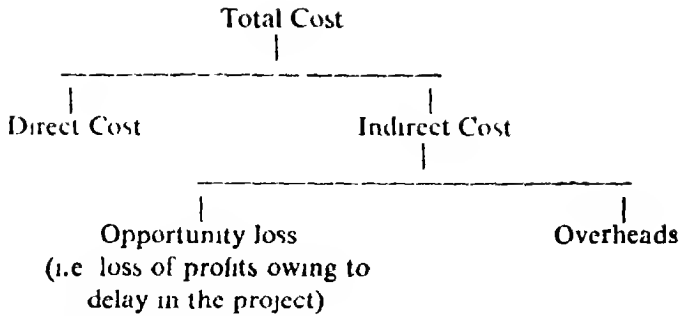 Total Cost
Direct Cost Indirect Cost
Opportunity loss Overheads
(i.e loss of profits owing to
delay in the project)